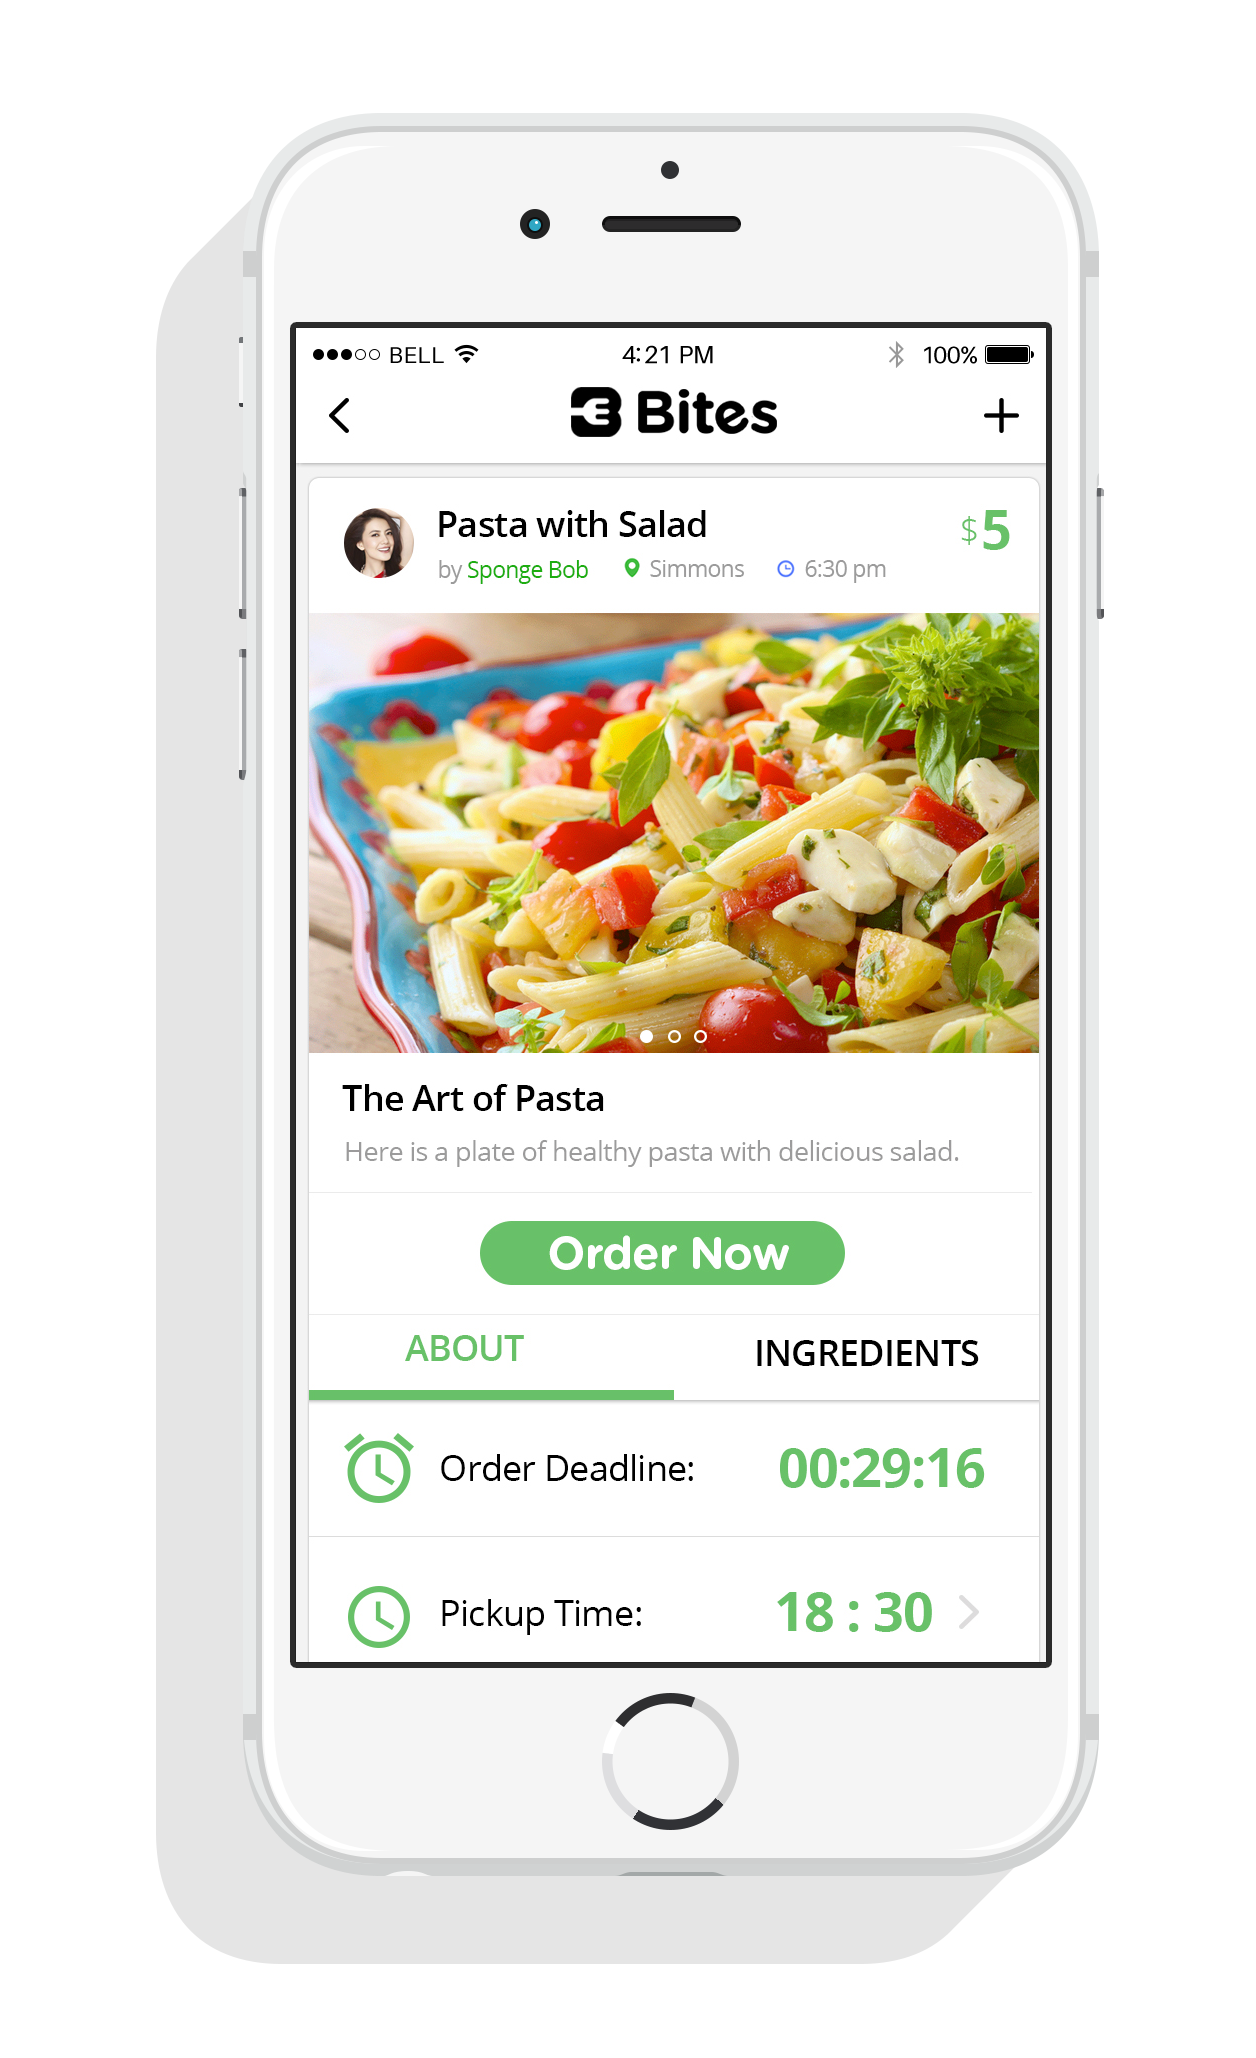 BELL 4:21 PM 100%
3 Bites
Pasta with Salad $5
by Sponge Bob Simmons 6:30 pm
The Art of Pasta
Here is a plate of healthy pasta with delicious salad.
Order Now
ABOUT INGREDIENTS
Order Deadline: 00:29:16
Pickup Time: 18 : 30